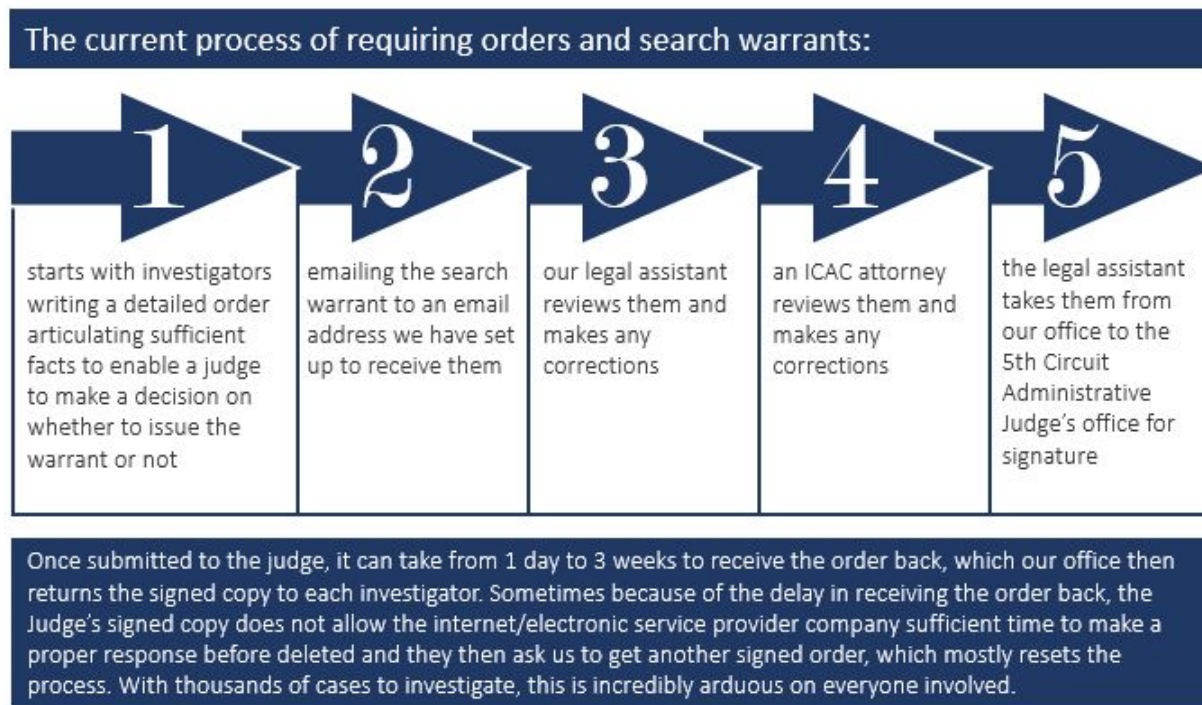 The current process of requiring orders and search warrants:
1
starts with investigators
writing a detailed order
articulating sufficient
facts to enable a judge
to make a decision on
whether to issue the
warrant or not
2
emailing the search
warrant to an email
address we have set
up to receive them
3
our legal assistant
reviews them and
makes any
corrections
4
an ICAC attorney
reviews them and
makes any
corrections
5
the legal assistant
takes them from
our office to the
5th Circuit
Administrative
Judge’s office for
signature
Once submitted to the judge, it can take from 1 day to 3 weeks to receive the order back, which our office then
returns the signed copy to each investigator. Sometimes because of the delay in receiving the order back, the
Judge’s signed copy does not allow the internet/electronic service provider company sufficient time to make a
proper response before deleted and they then ask us to get another signed order, which mostly resets the
process. With thousands of cases to investigate, this is incredibly arduous on everyone involved.